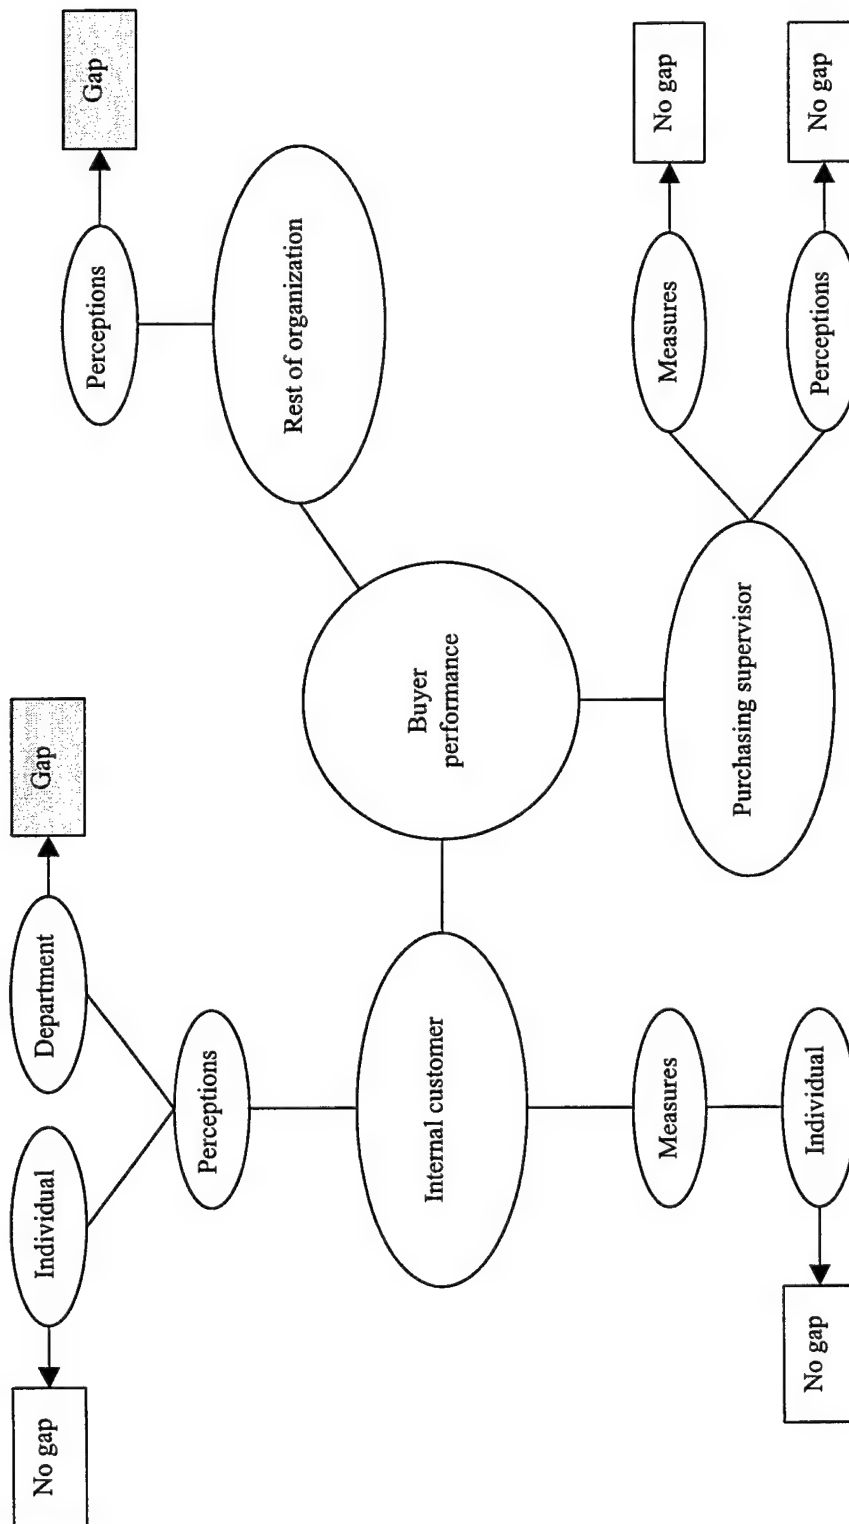 No gap
Individual
Department
Gap
Perceptions
Gap
Perceptions
Rest of organization
Internal customer
Buyer
performance
Measures
Measures
No gap
Purchasing supervisor
No gap
Individual
Perceptions
No gap